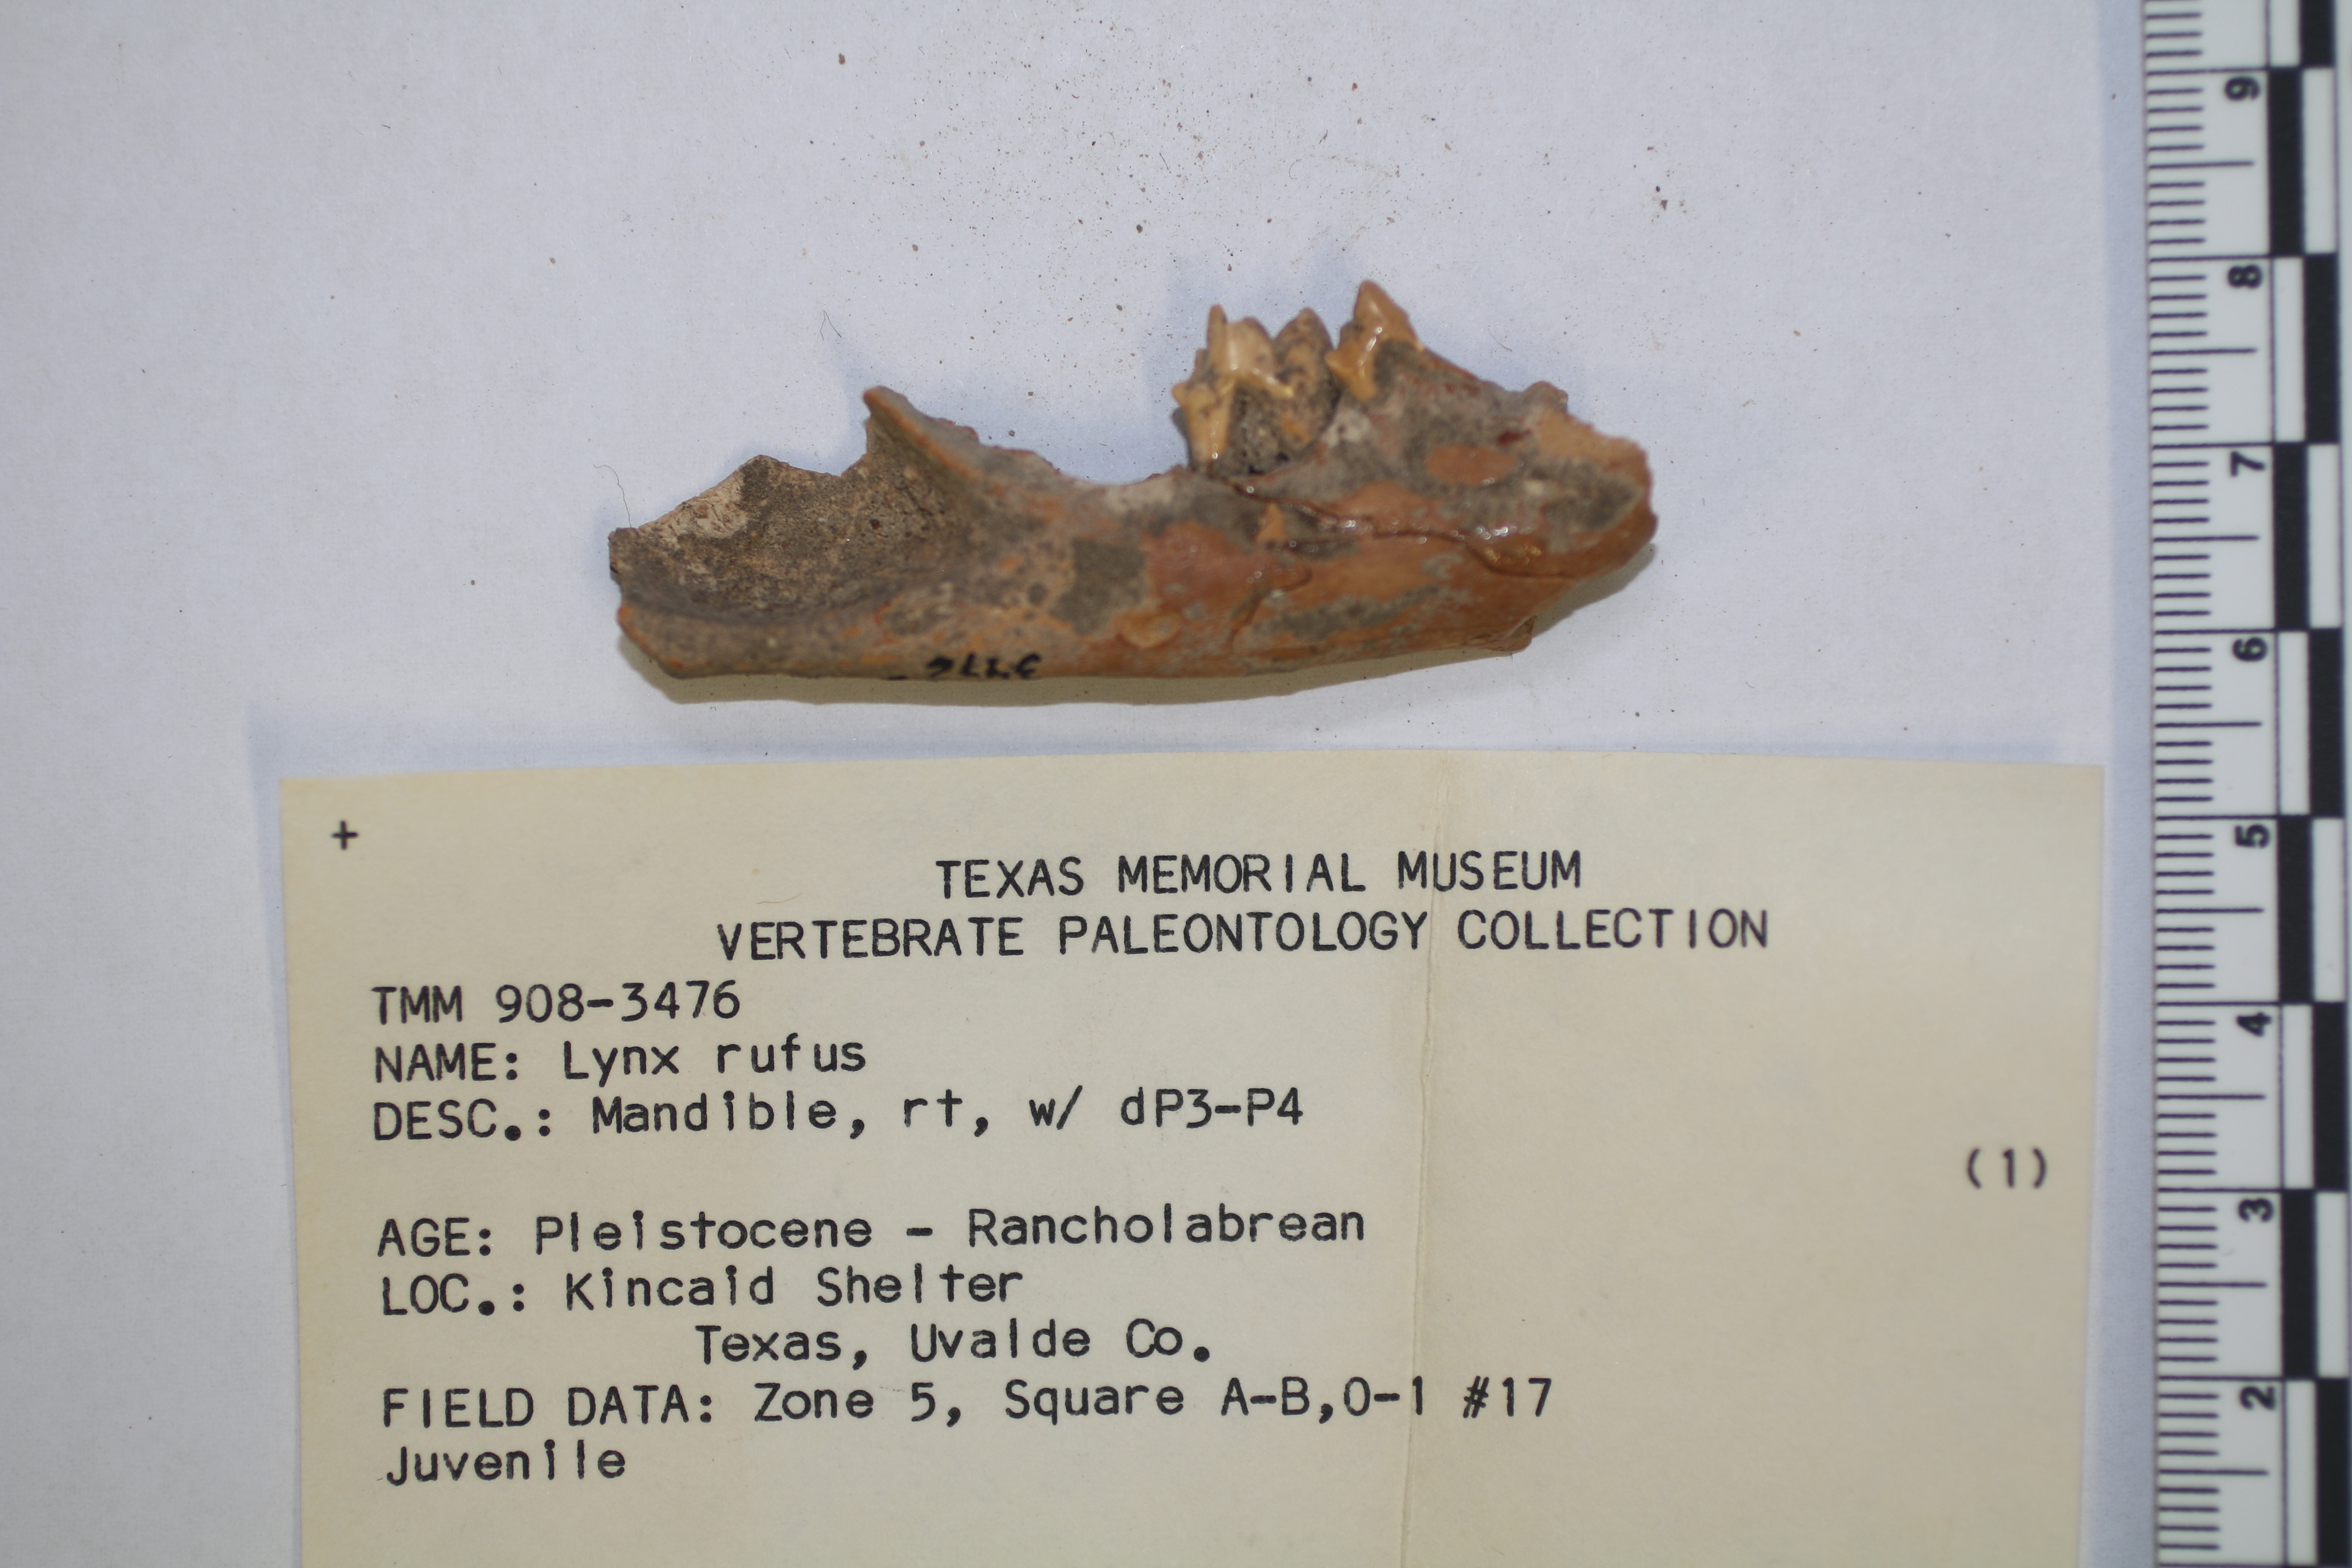 3476
+
TEXAS MEMORIAL MUSEUM
VERTEBRATE PALEONTOLOGY COLLECTION
TMM 908-3476
NAME: Lynx rufus
DESC.: Mandible, rt, w/ dP3-P4
(1)
AGE: Pleistocene - Rancholabrean
LOC.: Kincaid Shelter
Texas, Uvalde Co.
FIELD DATA: Zone 5, Square A-B,0-1 #17
Juvenile
9
8
7
6
5
4
3
2